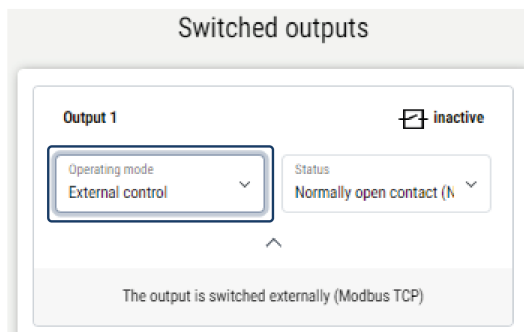 Switched outputs
Output 1
inactive
Operating mode
External control
Status
Normally open contact (N
The output is switched externally (Modbus TCP)